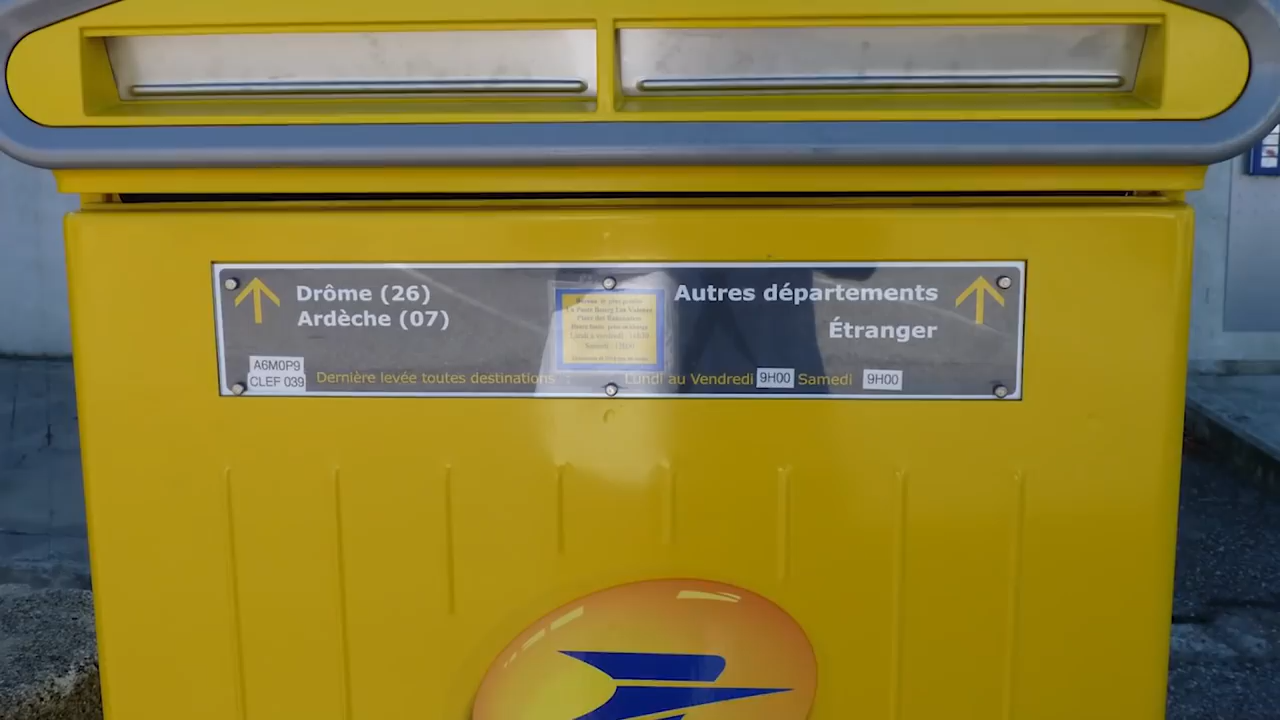 Drôme (26)
Ardèche (07)
A6M0P9
CLEF 039
Autres départements
Étranger
Dernière levée toutes destinations : Lundi au Vendredi 9H00 Samedi 9H00